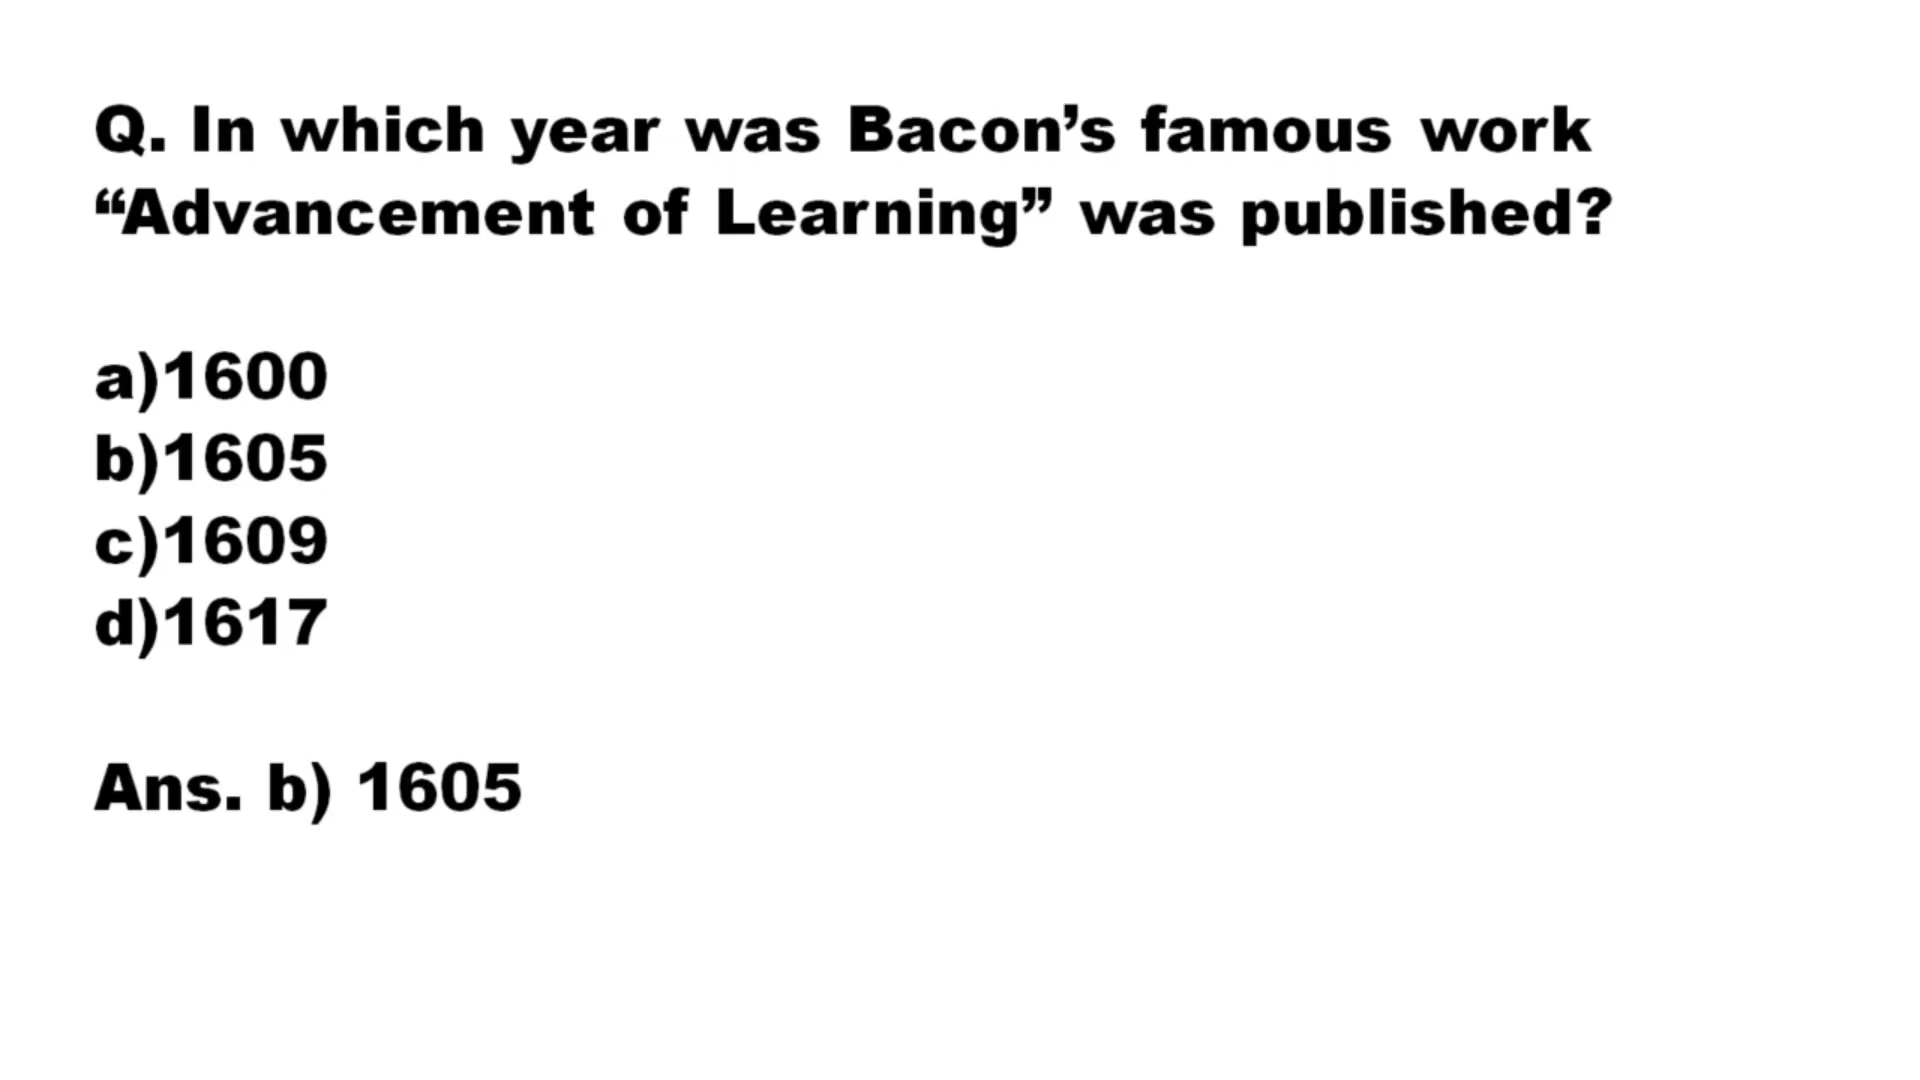 Q. In which year was Bacon’s famous work
“Advancement of Learning” was published?
a)1600
b)1605
c)1609
d)1617
Ans. b) 1605